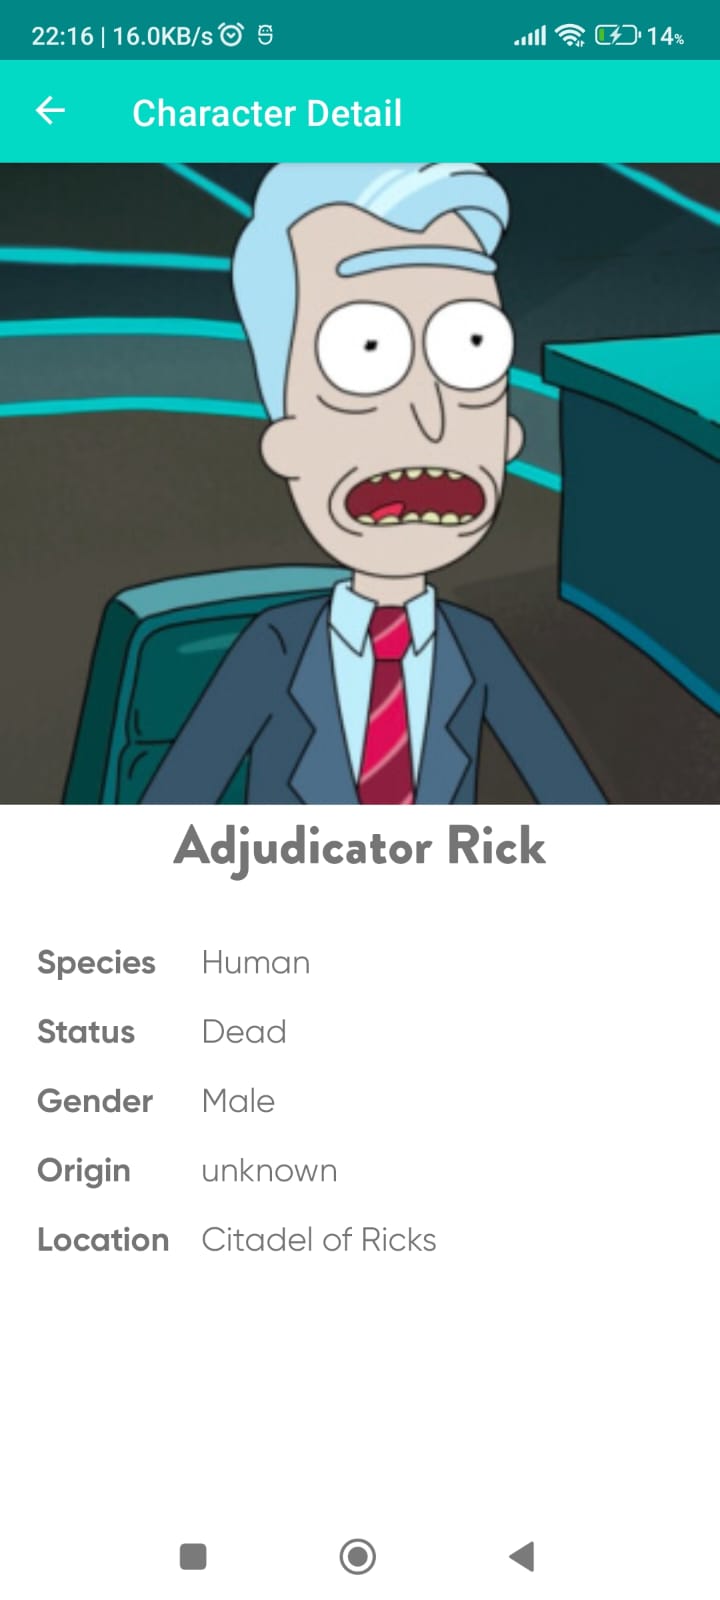 22:16 | 16.0KB/s 14%
Character Detail
Adjudicator Rick
Species Human
Status Dead
Gender Male
Origin unknown
Location Citadel of Ricks